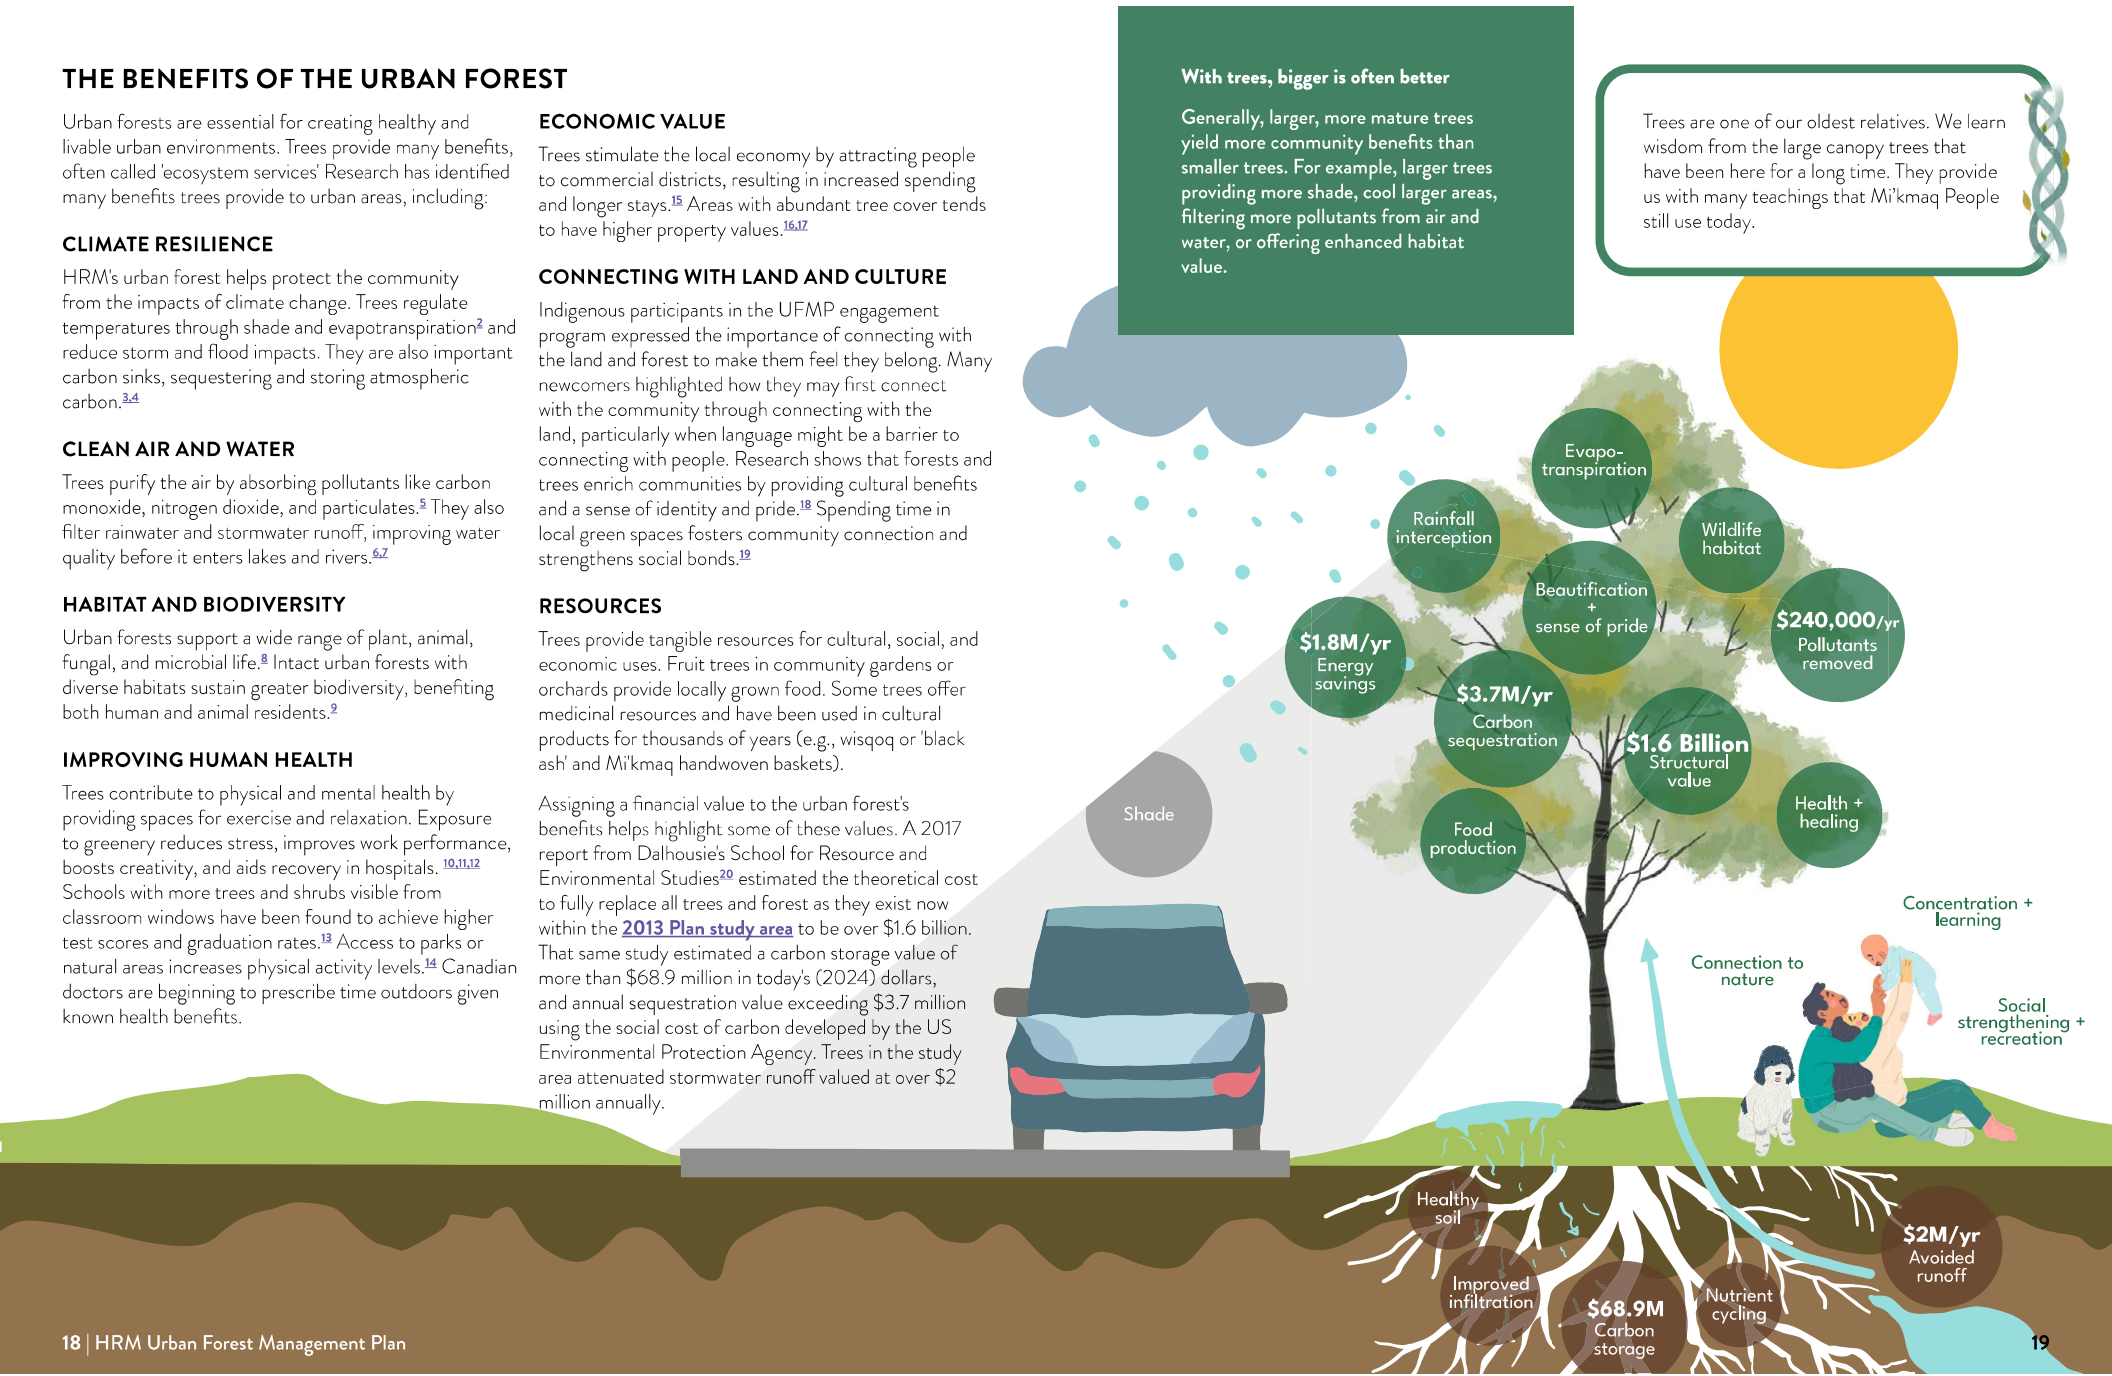 THE BENEFITS OF THE URBAN FOREST
Urban forests are essential for creating healthy and
livable urban environments. Trees provide many benefits,
often called 'ecosystem services' Research has identified
many benefits trees provide to urban areas, including:
CLIMATE RESILIENCE
HRM's urban forest helps protect the community
from the impacts of climate change. Trees regulate
temperatures through shade and evapotranspiration2 and
reduce storm and flood impacts. They are also important
carbon sinks, sequestering and storing atmospheric
carbon.3,4
CLEAN AIR AND WATER
Trees purify the air by absorbing pollutants like carbon
monoxide, nitrogen dioxide, and particulates.5 They also
filter rainwater and stormwater runoff, improving water
quality before it enters lakes and rivers.6,7
HABITAT AND BIODIVERSITY
Urban forests support a wide range of plant, animal,
fungal, and microbial life.8 Intact urban forests with
diverse habitats sustain greater biodiversity, benefiting
both human and animal residents.9
IMPROVING HUMAN HEALTH
Trees contribute to physical and mental health by
providing spaces for exercise and relaxation. Exposure
to greenery reduces stress, improves work performance,
boosts creativity, and aids recovery in hospitals. 10,11,12
Schools with more trees and shrubs visible from
classroom windows have been found to achieve higher
test scores and graduation rates.13 Access to parks or
natural areas increases physical activity levels.14 Canadian
doctors are beginning to prescribe time outdoors given
known health benefits.
ECONOMIC VALUE
Trees stimulate the local economy by attracting people
to commercial districts, resulting in increased spending
and longer stays.15 Areas with abundant tree cover tends
to have higher property values.16,17
CONNECTING WITH LAND AND CULTURE
Indigenous participants in the UFMP engagement
program expressed the importance of connecting with
the land and forest to make them feel they belong. Many
newcomers highlighted how they may first connect
with the community through connecting with the
land, particularly when language might be a barrier to
connecting with people. Research shows that forests and
trees enrich communities by providing cultural benefits
and a sense of identity and pride.18 Spending time in
local green spaces fosters community connection and
strengthens social bonds.19
RESOURCES
Trees provide tangible resources for cultural, social, and
economic uses. Fruit trees in community gardens or
orchards provide locally grown food. Some trees offer
medicinal resources and have been used in cultural
products for thousands of years (e.g., wisqoq or 'black
ash' and Mi'kmaq handwoven baskets).
Assigning a financial value to the urban forest's
benefits helps highlight some of these values. A 2017
report from Dalhousie's School for Resource and
Environmental Studies20 estimated the theoretical cost
to fully replace all trees and forest as they exist now
within the 2013 Plan study area to be over $1.6 billion.
That same study estimated a carbon storage value of
more than $68.9 million in today's (2024) dollars,
and annual sequestration value exceeding $3.7 million
using the social cost of carbon developed by the US
Environmental Protection Agency. Trees in the study
area attenuated stormwater runoff valued at over $2
million annually.
With trees, bigger is often better
Generally, larger, more mature trees
yield more community benefits than
smaller trees. For example, larger trees
providing more shade, cool larger areas,
filtering more pollutants from air and
water, or offering enhanced habitat
value.
Trees are one of our oldest relatives. We learn
wisdom from the large canopy trees that
have been here for a long time. They provide
us with many teachings that Mi'kmaq People
still use today.
Evapo-
transpiration
Rainfall
interception
Wildlife
habitat
Beautification
+
sense of pride
$240,000/yr
Pollutants
removed
$1.8M/yr
Energy
savings
$3.7M/yr
Carbon
sequestration
$1.6 Billion
Structural
value
Shade
Food
production
Health +
healing
Concentration +
learning
Connection to
nature
Social
strengthening +
recreation
Healthy
soil
$2M/yr
Avoided
runoff
Improved
infiltration
$68.9M
Carbon
storage
Nutrient
cycling
18 | HRM Urban Forest Management Plan
19